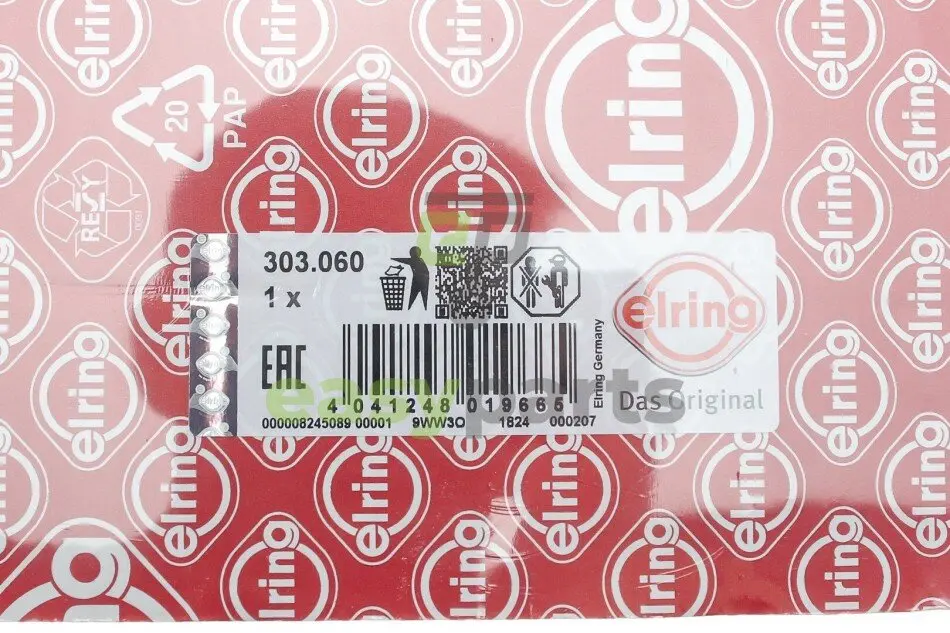 elring
20
PAP
RESY
303.060
1 x
EAC
4 041248 019665
000008245089 00001 9WW3O 1824 000207
Elring Germany
elring
Das Original
easyparts